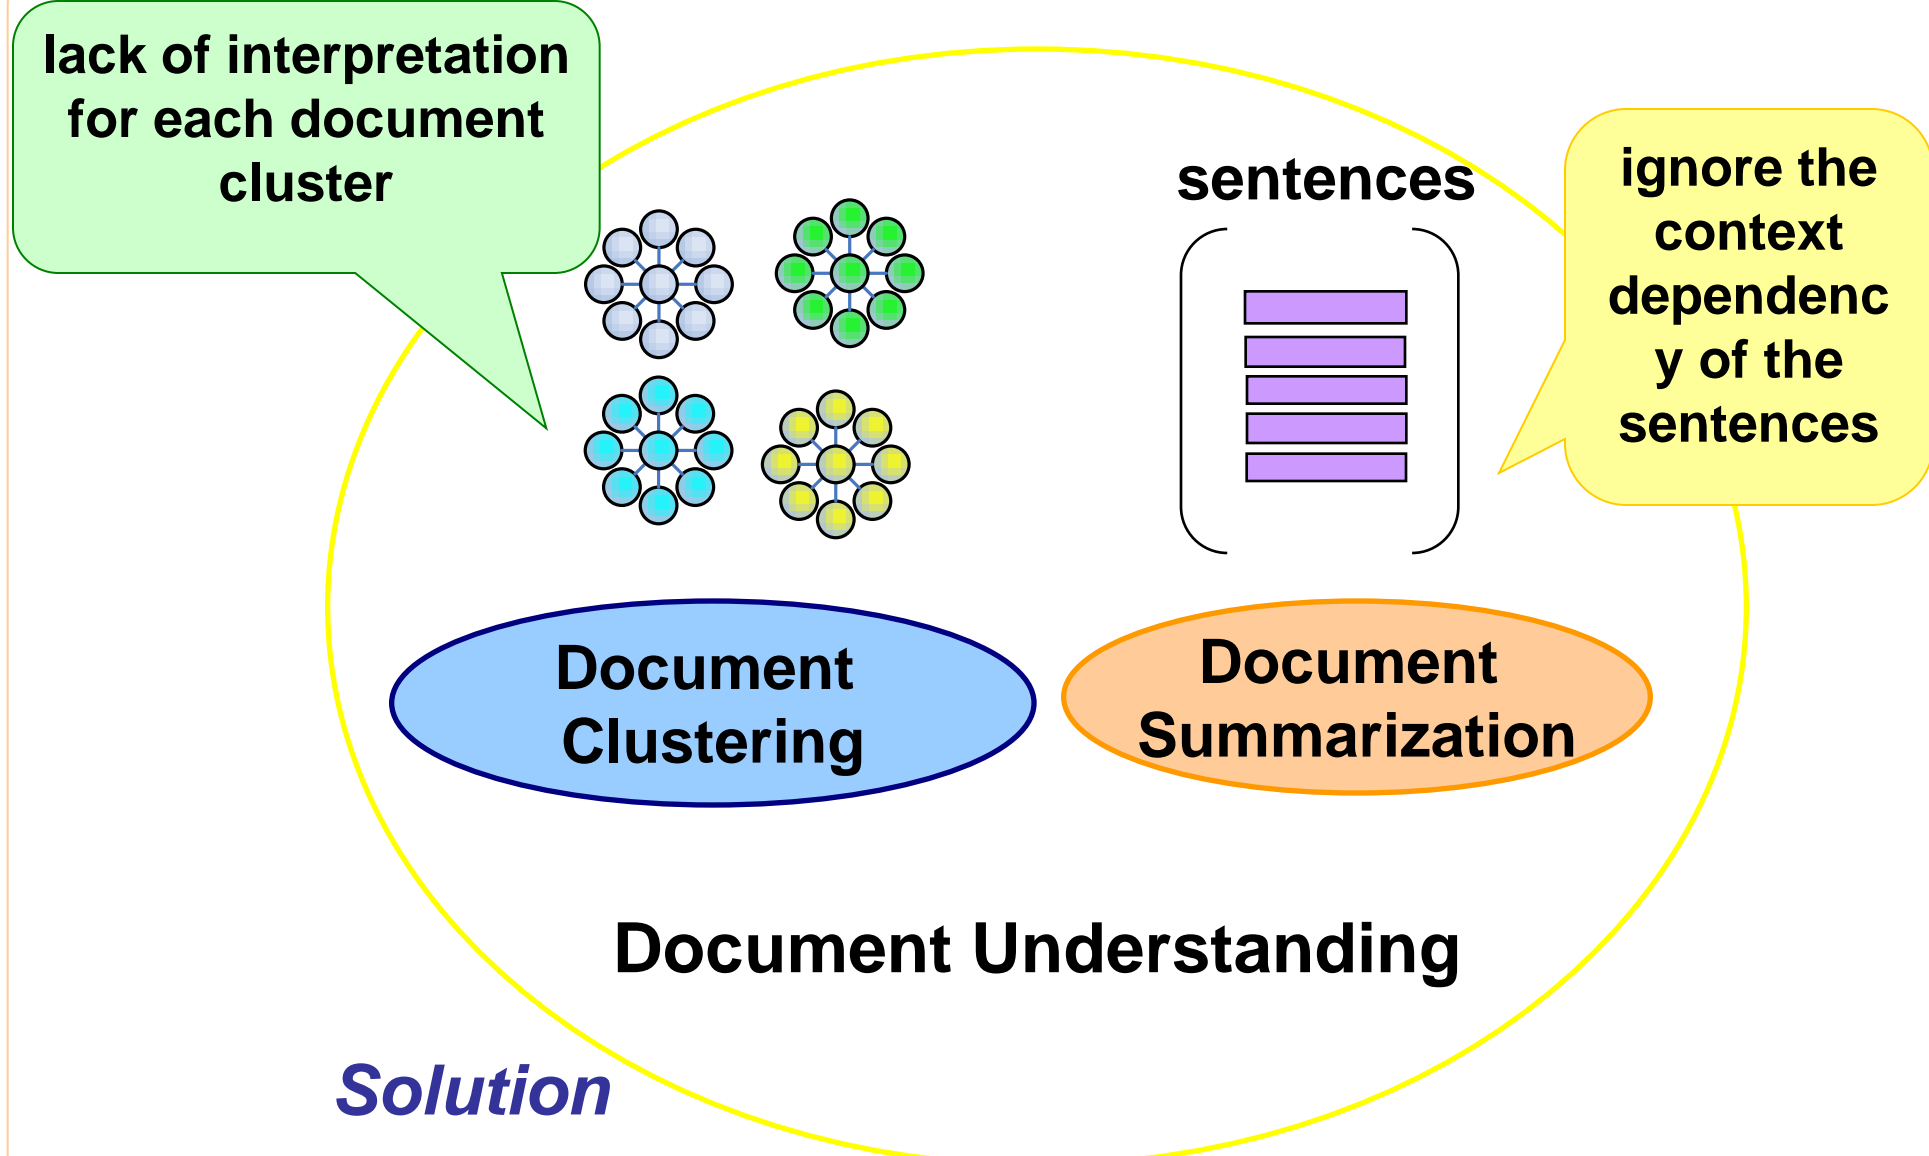 lack of interpretation
for each document
cluster
sentences
ignore the
context
dependenc
y of the
sentences
Document
Clustering
Document
Summarization
Document Understanding
Solution